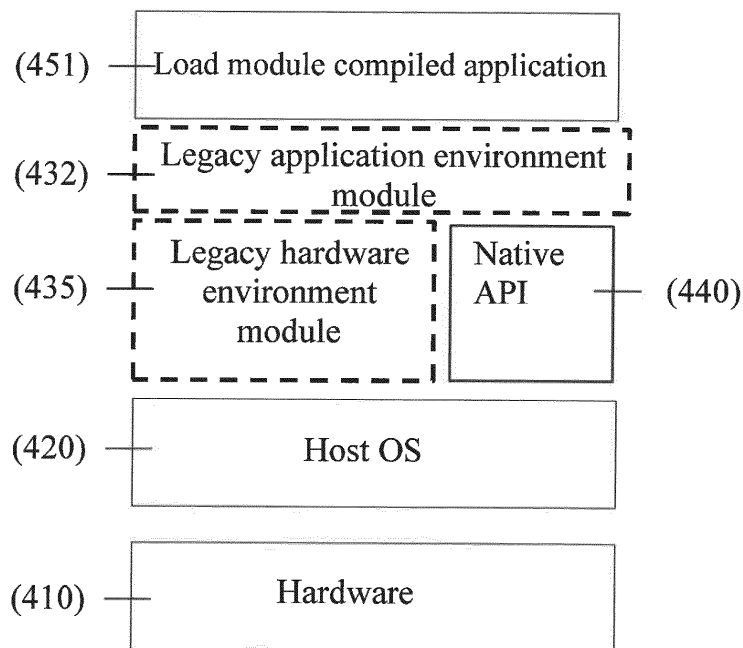 (451)
Load module compiled application
(432)
Legacy application environment
module
(435)
Legacy hardware
environment
module
Native
API
(440)
(420)
Host OS
(410)
Hardware